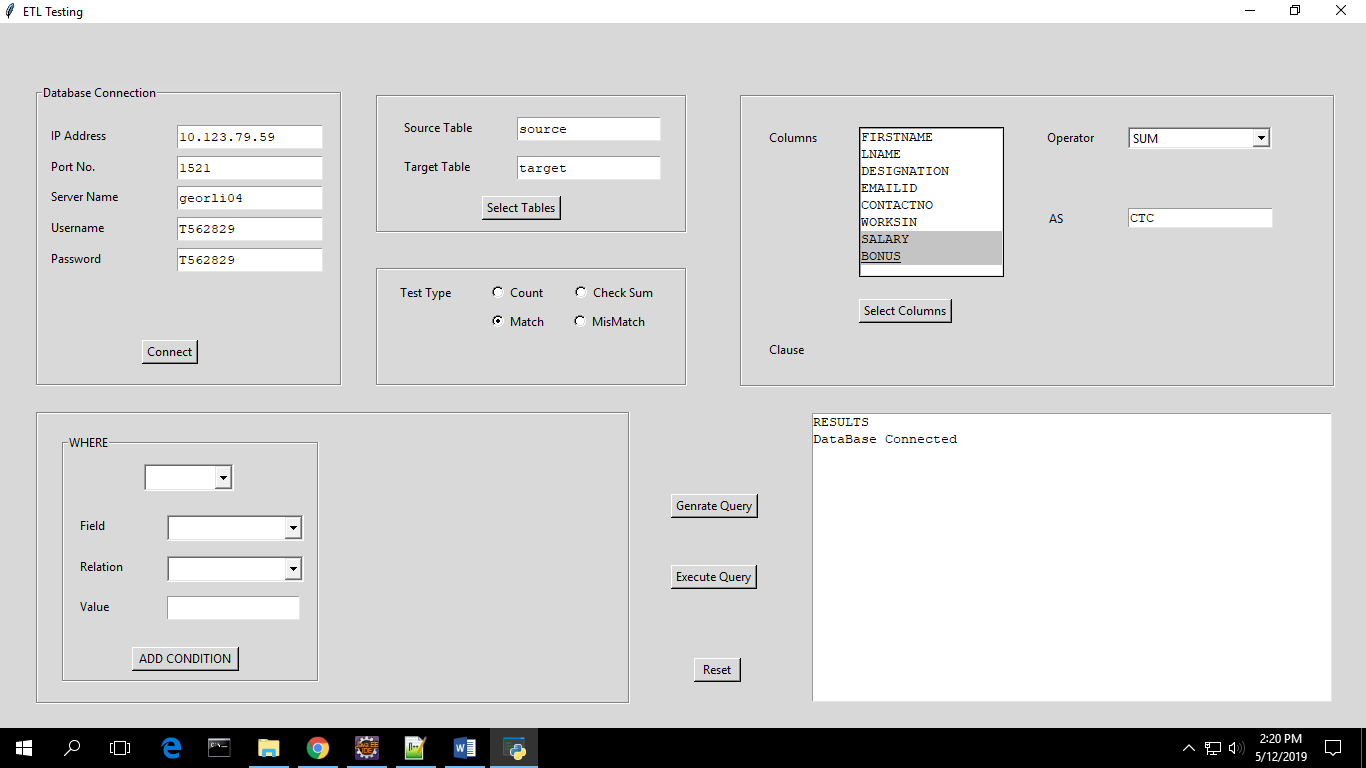 ETL Testing
Database Connection
IP Address 10.123.79.59
Port No. 1521
Server Name georli04
Username T562829
Password T562829
Connect
Source Table source
Target Table target
Select Tables
Test Type Count Check Sum
Match MisMatch
Columns
FIRSTNAME
LNAME
DESIGNATION
EMAILID
CONTACTNO
WORKSIN
SALARY
BONUS
Operator SUM
AS CTC
Select Columns
Clause
WHERE
Field
Relation
Value
ADD CONDITION
Genrate Query
Execute Query
Reset
RESULTS
DataBase Connected
2:20 PM
5/12/2019